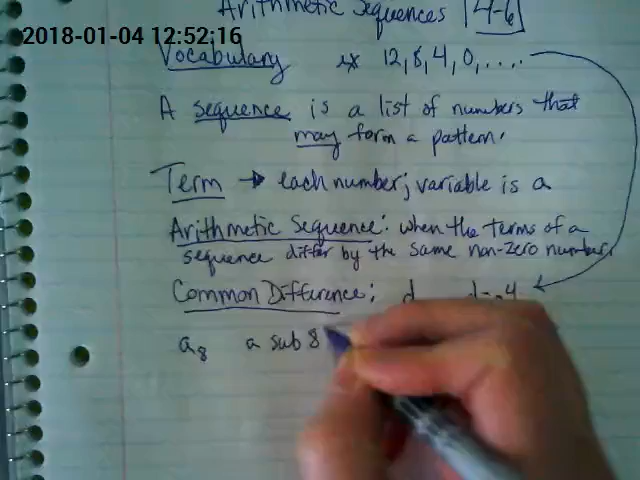 Arithmetic Sequences 4-6
2018-01-04 12:52:16
Vocabulary ex 12, 8, 4, 0, ....
A sequence is a list of numbers that
may form a pattern.
Term → each number; variable is a
Arithmetic Sequence: when the terms of a
sequence differ by the same non-zero number.
Common Difference: d d=-4
a₈ a sub 8